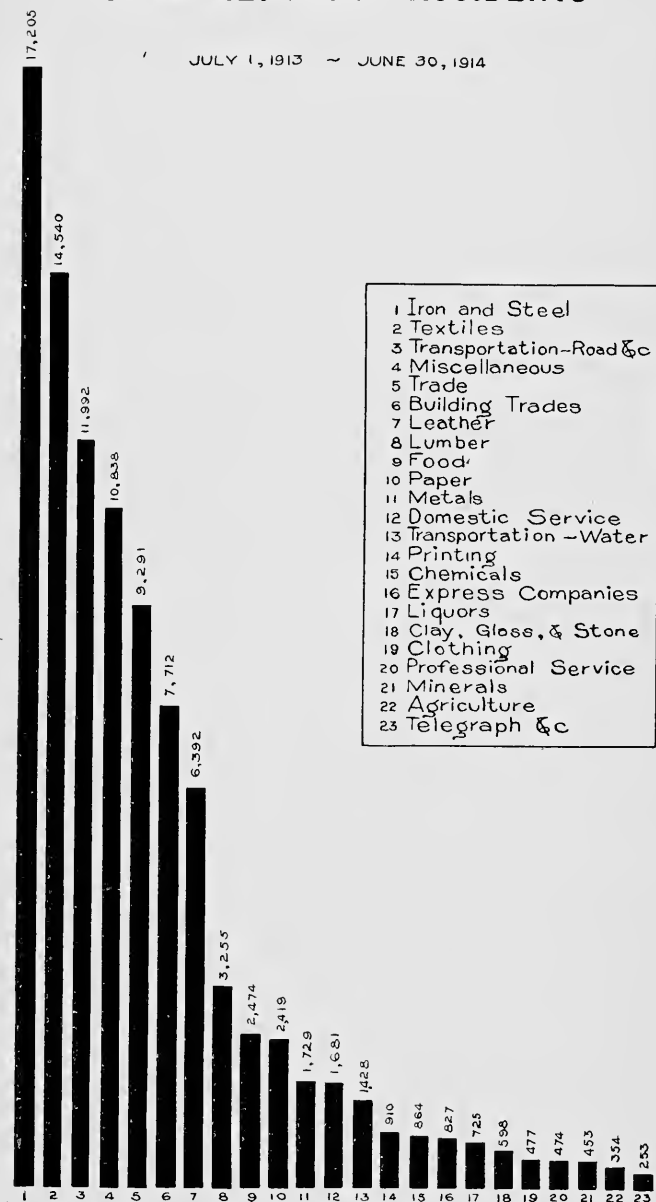 JULY 1, 1913 ~ JUNE 30, 1914
17,205
14,540
11,992
10,838
9,291
7,712
6,392
3,255
2,474
2,419
1,729
1,681
1428
910
864
827
725
598
477
474
453
354
253
1 Iron and Steel
2 Textiles
3 Transportation-Road &c
4 Miscellaneous
5 Trade
6 Building Trades
7 Leather
8 Lumber
9 Food
10 Paper
11 Metals
12 Domestic Service
13 Transportation - Water
14 Printing
15 Chemicals
16 Express Companies
17 Liquors
18 Clay, Glass, & Stone
19 Clothing
20 Professional Service
21 Minerals
22 Agriculture
23 Telegraph &c
1 2 3 4 5 6 7 8 9 10 11 12 13 14 15 16 17 18 19 20 21 22 23